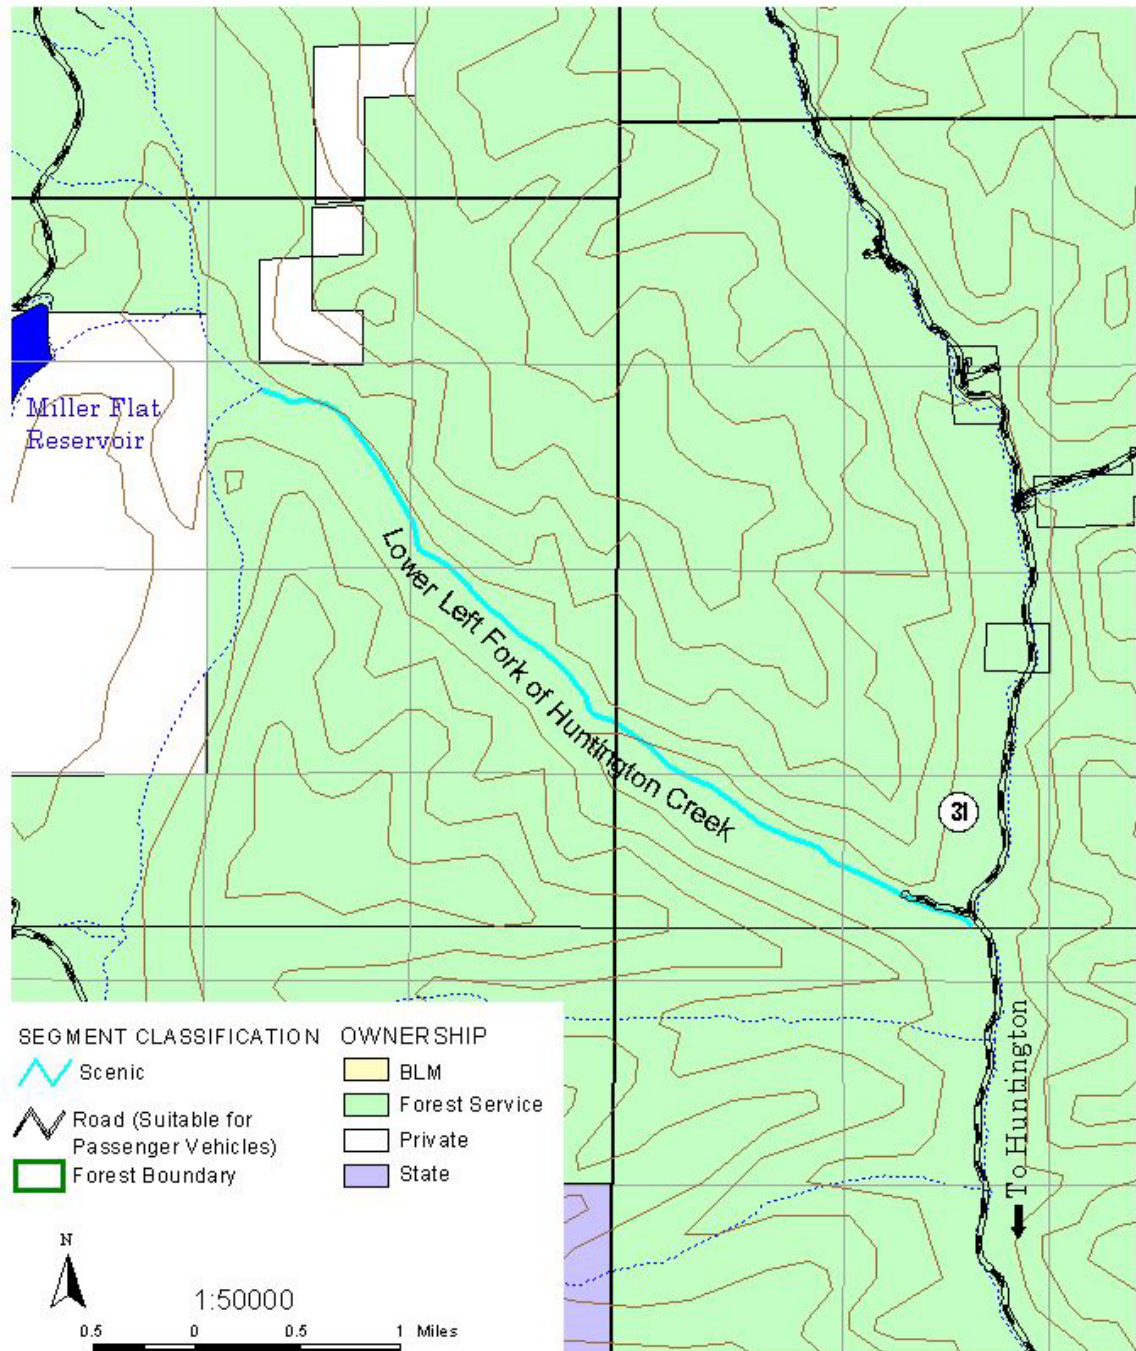 Miller Flat
Reservoir
Lower Left Fork of Huntington Creek
31
To Huntington
SEGMENT CLASSIFICATION
Scenic
Road (Suitable for
Passenger Vehicles)
Forest Boundary
OWNERSHIP
BLM
Forest Service
Private
State
N
1:50000
0.5 0 0.5 1 Miles